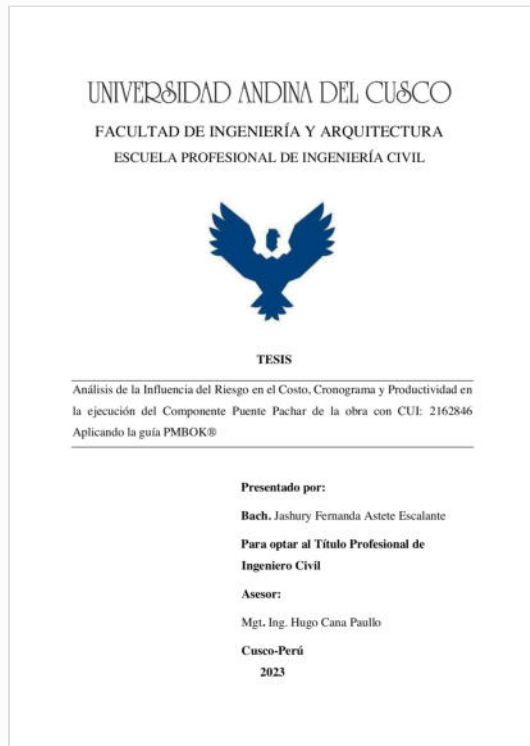 UNIVERSIDAD ANDINA DEL CUSCO
FACULTAD DE INGENIERÍA Y ARQUITECTURA
ESCUELA PROFESIONAL DE INGENIERÍA CIVIL
TESIS
Análisis de la Influencia del Riesgo en el Costo, Cronograma y Productividad en
la ejecución del Componente Puente Pachar de la obra con CUI: 2162846
Aplicando la guía PMBOK®
Presentado por:
Bach. Jashury Fernanda Astete Escalante
Para optar al Título Profesional de
Ingeniero Civil
Asesor:
Mgt. Ing. Hugo Cana Paullo
Cusco-Perú
2023